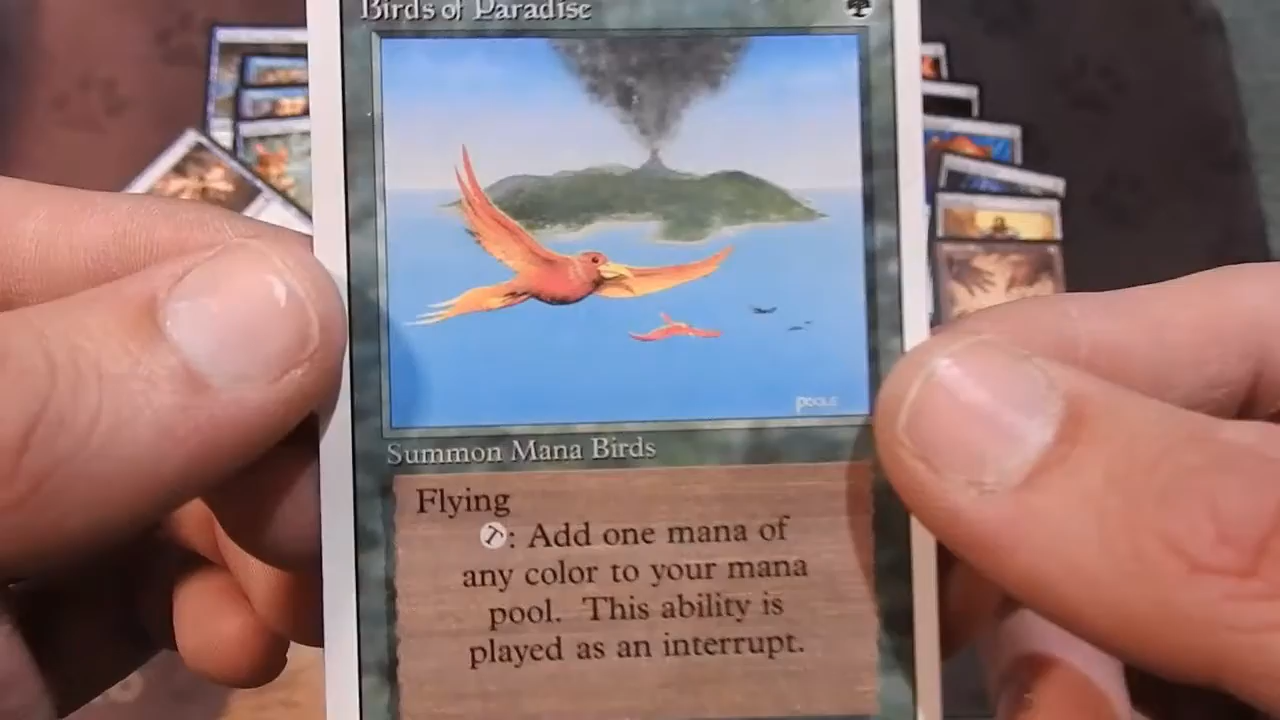 Birds of Paradise
POOLE
Summon Mana Birds
Flying
T: Add one mana of
any color to your mana
pool. This ability is
played as an interrupt.